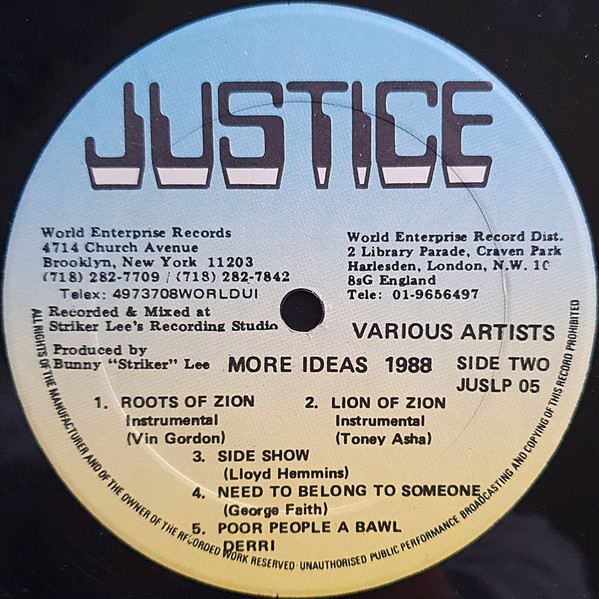 JUSTICE
World Enterprise Records
4714 Church Avenue
Brooklyn, New York 11203
(718) 282-7709 / (718) 282-7842
Telex: 4973708WORLDUI
Recorded & Mixed at
Striker Lee's Recording Studio
Produced by
Bunny "Striker" Lee
World Enterprise Record Dist.
2 Library Parade, Craven Park
Harlesden, London, N.W. 10
8sG England
Tele: 01-9656497
VARIOUS ARTISTS
MORE IDEAS 1988
SIDE TWO
JUSLP 05
1. ROOTS OF ZION
Instrumental
(Vin Gordon)
2. LION OF ZION
Instrumental
(Toney Asha)
3. SIDE SHOW
(Lloyd Hemmins)
4. NEED TO BELONG TO SOMEONE
(George Faith)
5. POOR PEOPLE A BAWL
DERRI
ALL RIGHTS OF THE MANUFACTURER AND OF THE OWNER OF THE RECORDED WORK RESERVED · UNAUTHORISED PUBLIC PERFORMANCE BROADCASTING AND COPYING OF THIS RECORD PROHIBITED